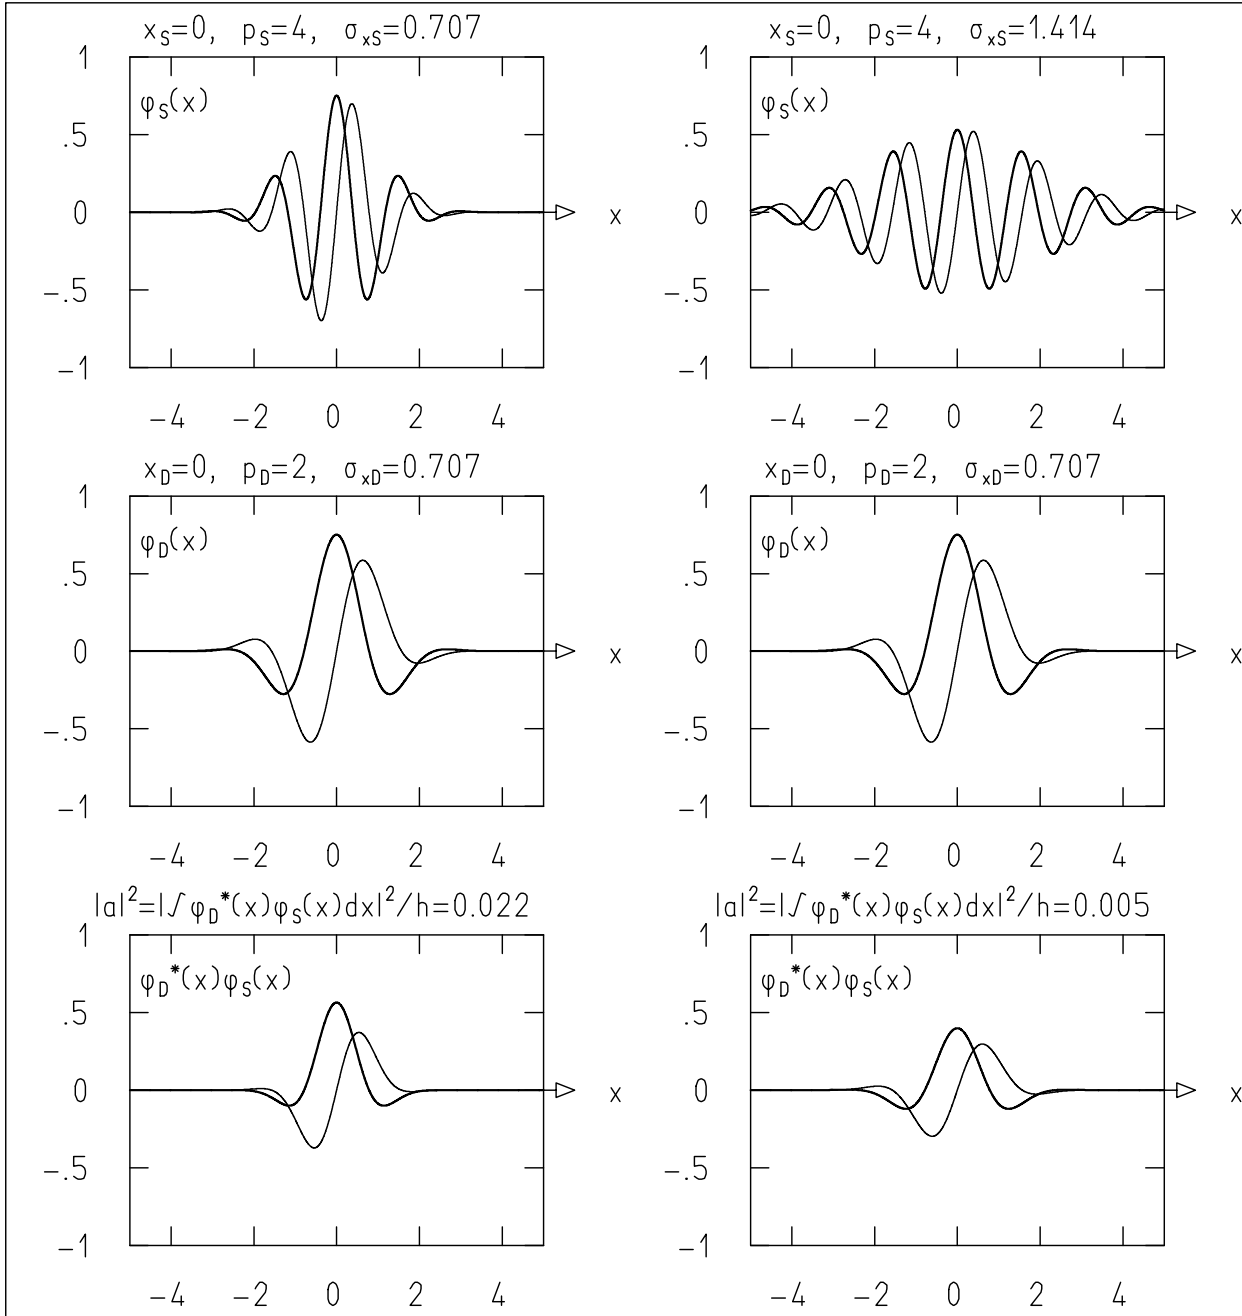 x_S=0, p_S=4, σ_xS=0.707
1
φ_S(x)
.5
0
x
-.5
-1
-4 -2 0 2 4
x_S=0, p_S=4, σ_xS=1.414
1
φ_S(x)
.5
0
x
-.5
-1
-4 -2 0 2 4
x_D=0, p_D=2, σ_xD=0.707
1
φ_D(x)
.5
0
x
-.5
-1
-4 -2 0 2 4
x_D=0, p_D=2, σ_xD=0.707
1
φ_D(x)
.5
0
x
-.5
-1
-4 -2 0 2 4
|a|²=|∫φ_D*(x)φ_S(x)dx|²/h=0.022
1
φ_D*(x)φ_S(x)
.5
0
x
-.5
-1
-4 -2 0 2 4
|a|²=|∫φ_D*(x)φ_S(x)dx|²/h=0.005
1
φ_D*(x)φ_S(x)
.5
0
x
-.5
-1
-4 -2 0 2 4